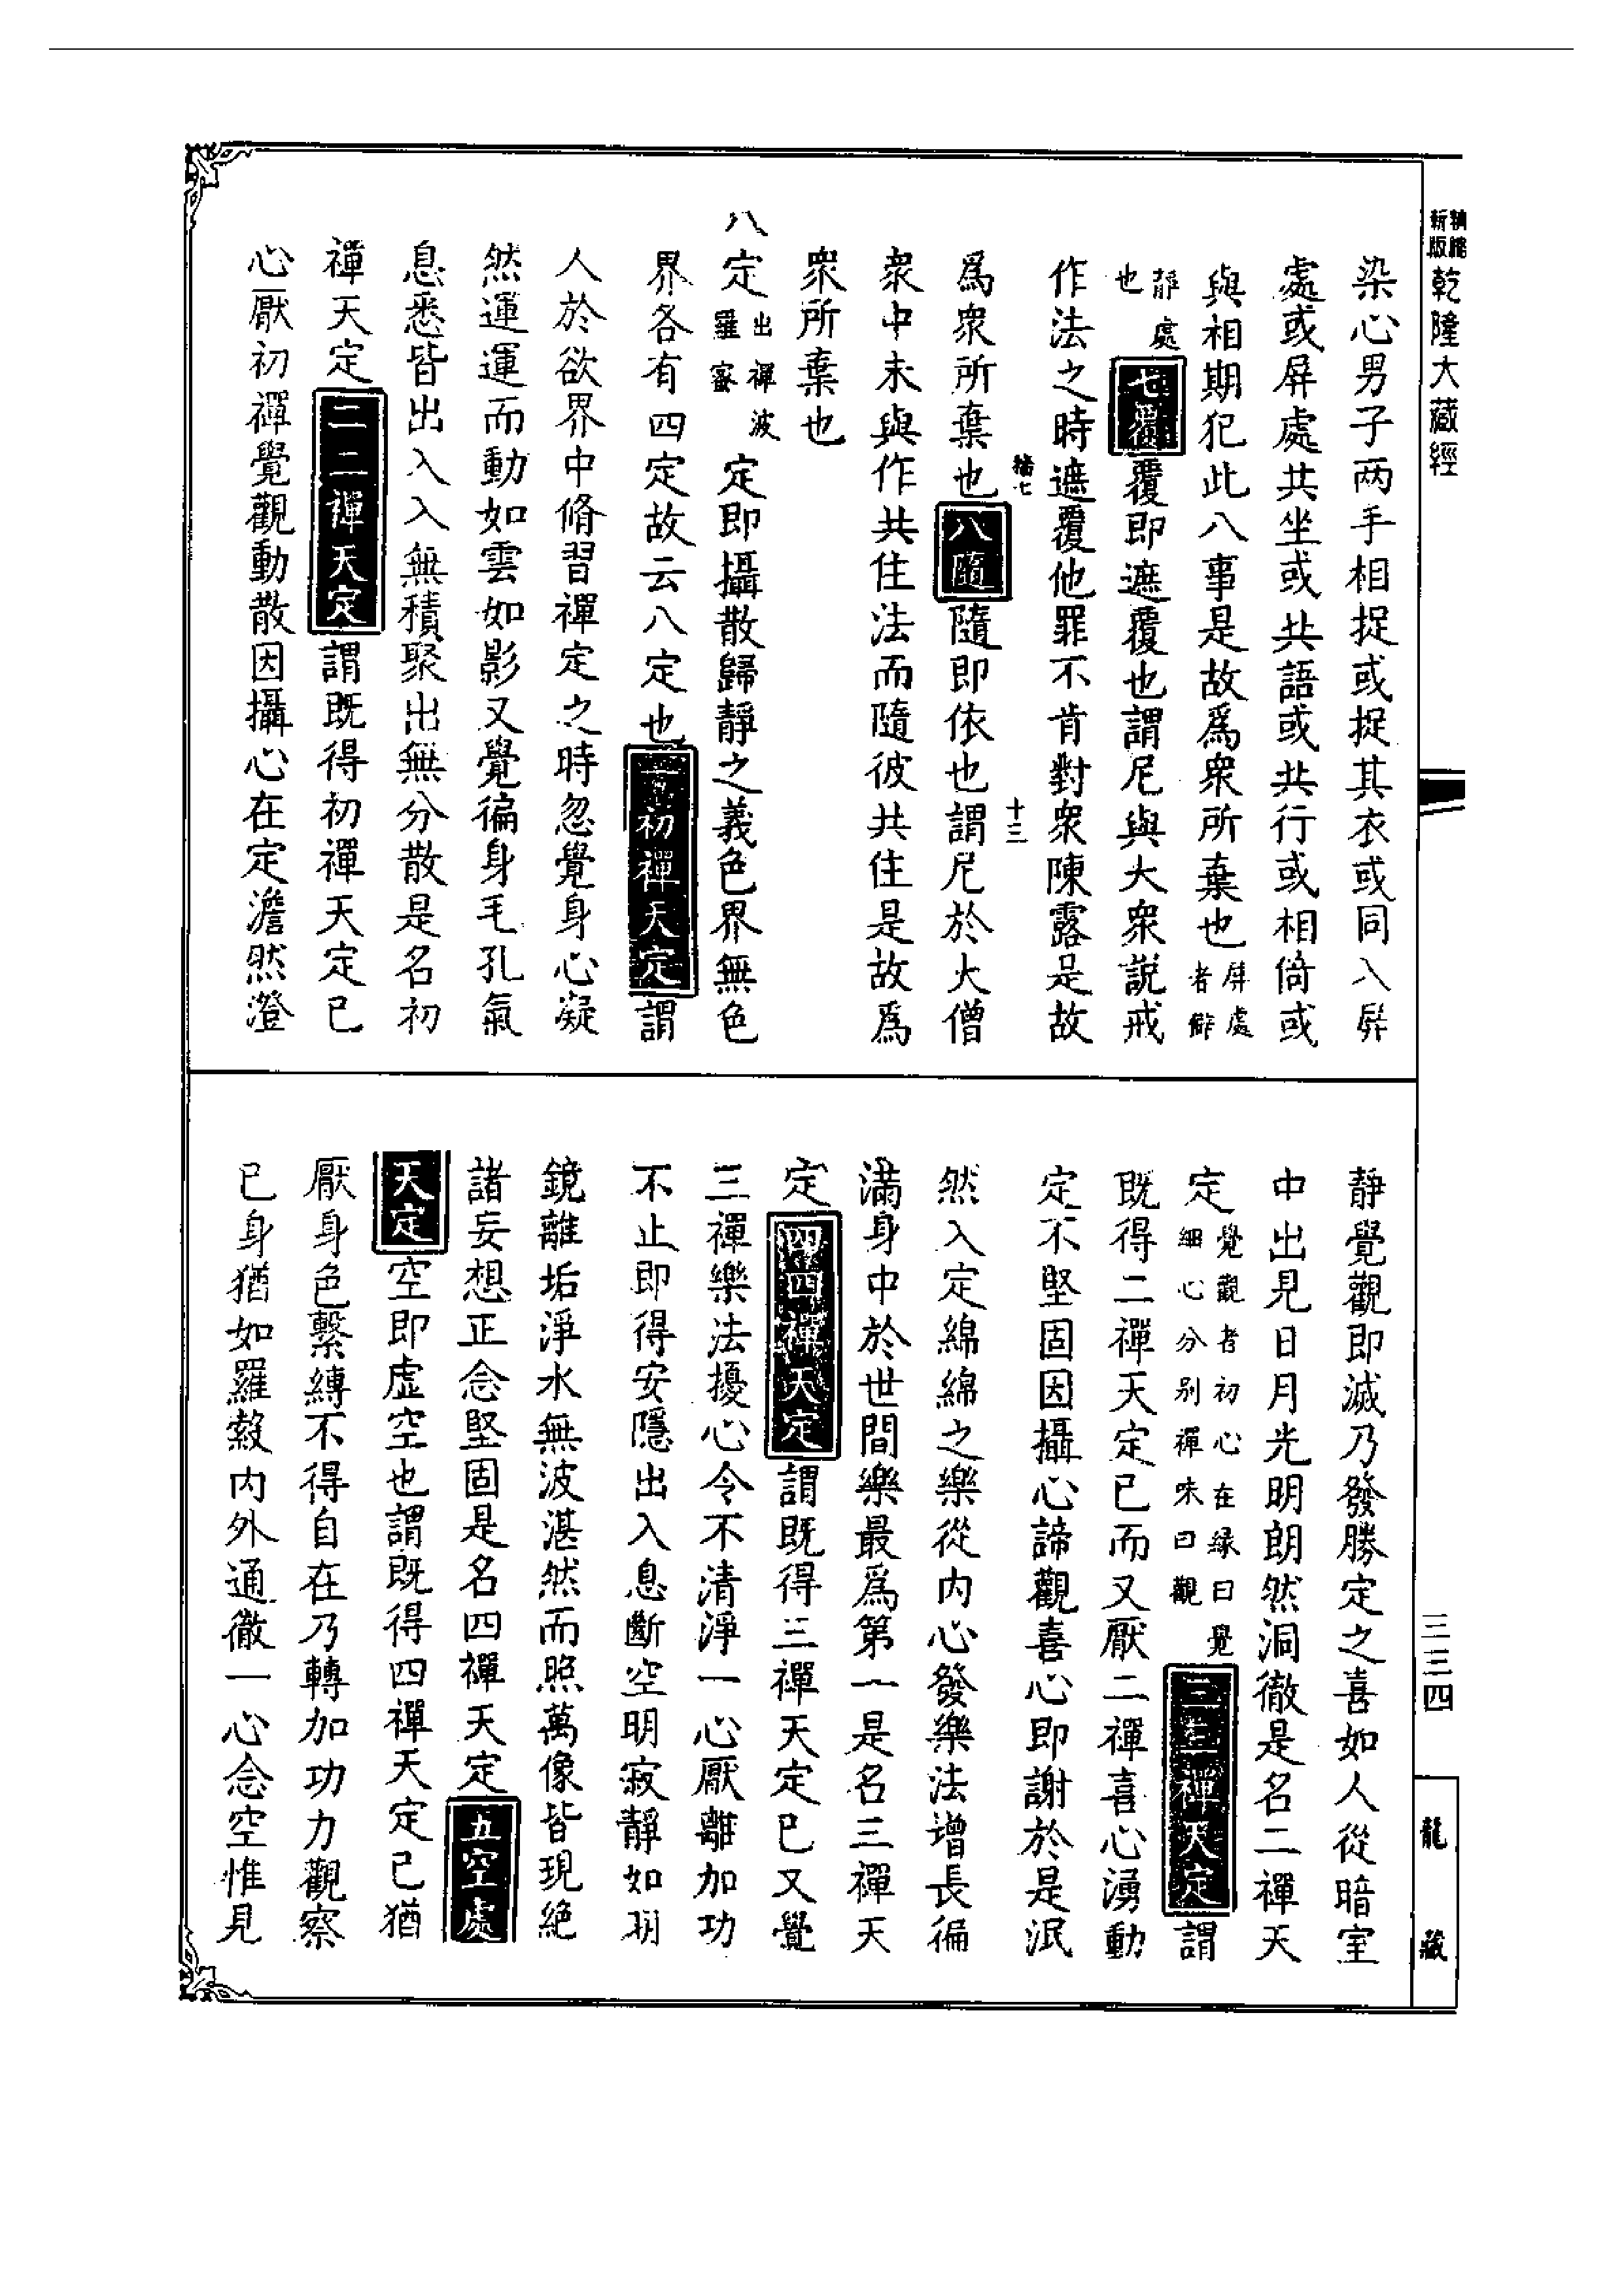 精縮新版乾隆大藏經
染心男子两手相捉或捉其衣或同入屏
處或屏處共坐或共語或共行或相倚或
與相期犯此八事是故爲衆所棄也屏處者僻
靜處也七覆覆即遮覆也謂尼與大衆説戒
作法之時遮覆他罪不肯對衆陳露是故
十三
爲衆所棄也八隨隨即依也謂尼於大僧
衆中未與作共住法而隨彼共住是故爲
衆所棄也
八定出禪波羅蜜定即攝散歸靜之義色界無色
界各有四定故云八定也一初禪天定謂
人於欲界中脩習禪定之時忽覺身心凝
然運運而動如雲如影又覺徧身毛孔氣
息悉皆出入入無積聚出無分散是名初
禪天定二二禪天定謂既得初禪天定已
心厭初禪覺觀動散因攝心在定澹然澄
靜覺觀即滅乃發勝定之喜如人從暗室
中出見日月光明朗然洞徹是名二禪天
定覺觀者初心在緣曰覺細心分别禪味曰觀三三禪天定謂
既得二禪天定已而又厭二禪喜心湧動
定不堅固因攝心諦觀喜心即謝於是泯
然入定綿綿之樂從内心發樂法增長徧
滿身中於世間樂最爲第一是名三禪天
定四四禪天定謂既得三禪天定已又覺
三禪樂法擾心令不清淨一心厭離加功
不止即得安隱出入息斷空明寂靜如明
鏡離垢淨水無波湛然而照萬像皆現絕
諸妄想正念堅固是名四禪天定五空處
天定空即虛空也謂既得四禪天定已猶
厭身色繫縛不得自在乃轉加功力觀察
已身猶如羅縠内外通徹一心念空惟見
三三四
龍藏